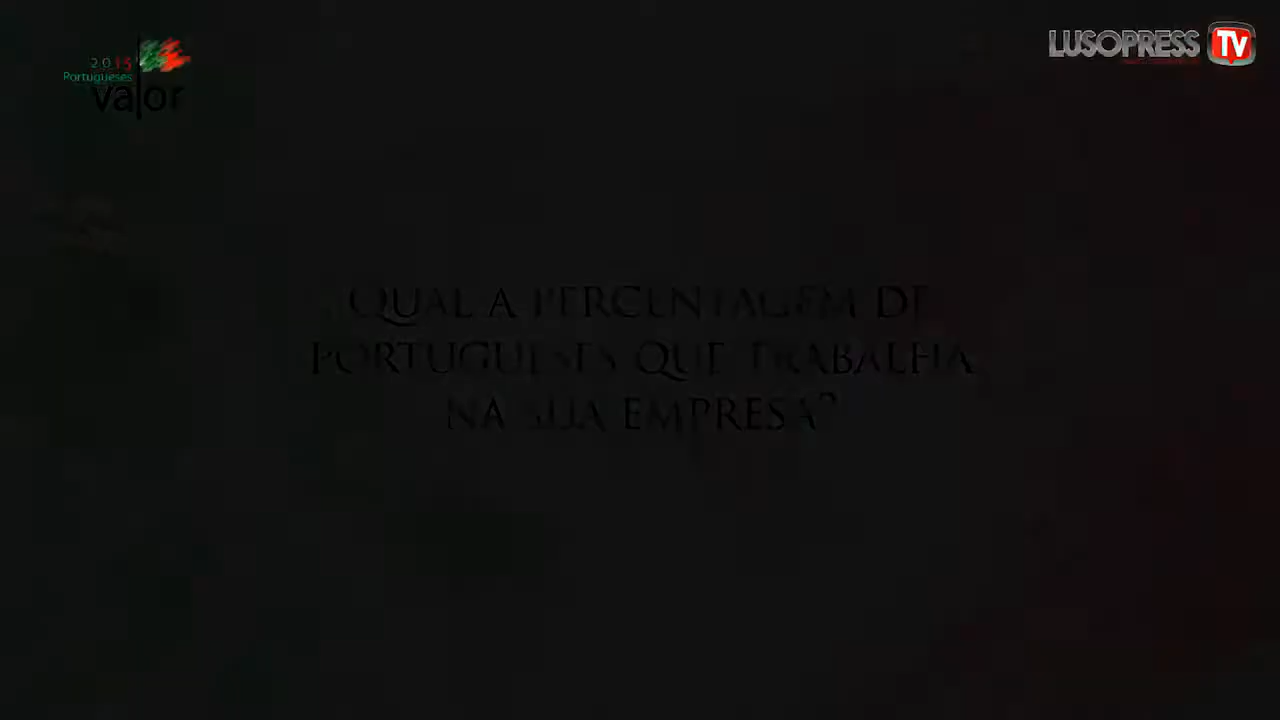 2015
Portugueses
valor
LUSOPRESS TV
QUAL A PERCENTAGEM DE
PORTUGUESES QUE TRABALHA
NA SUA EMPRESA?